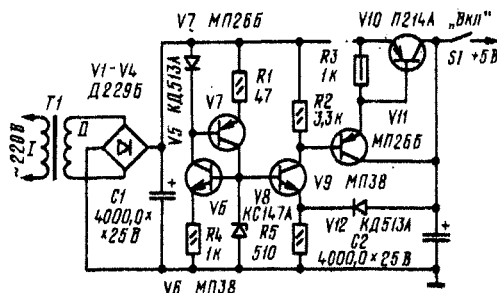 V7 МП26Б
V10 П214А
„Вкл"
S1 +5В
V1-V4
Д229Б
КД513А
V5
R1
47
R3
1к
R2
3,3к
V11
МП26Б
T1
~220В
I
II
V7
V6
V8
КС147А
V9
МП38
C1
4000,0×
×25В
R4
1к
R5
510
V12 КД513А
C2
4000,0×25В
V6 МП38
+
+